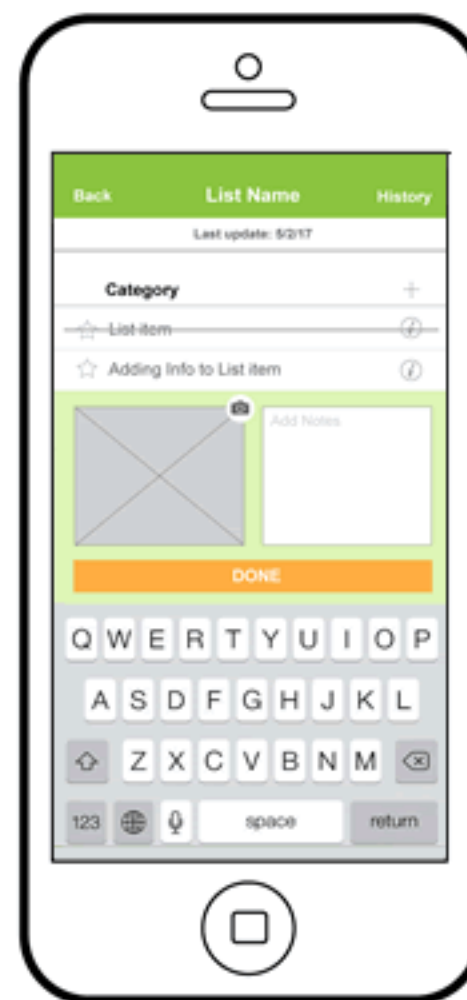 Back List Name History
Last update: 5/2/17
Category +
List item i
Adding Info to List item i
Add Notes
DONE
Q W E R T Y U I O P
A S D F G H J K L
Z X C V B N M
123 space return